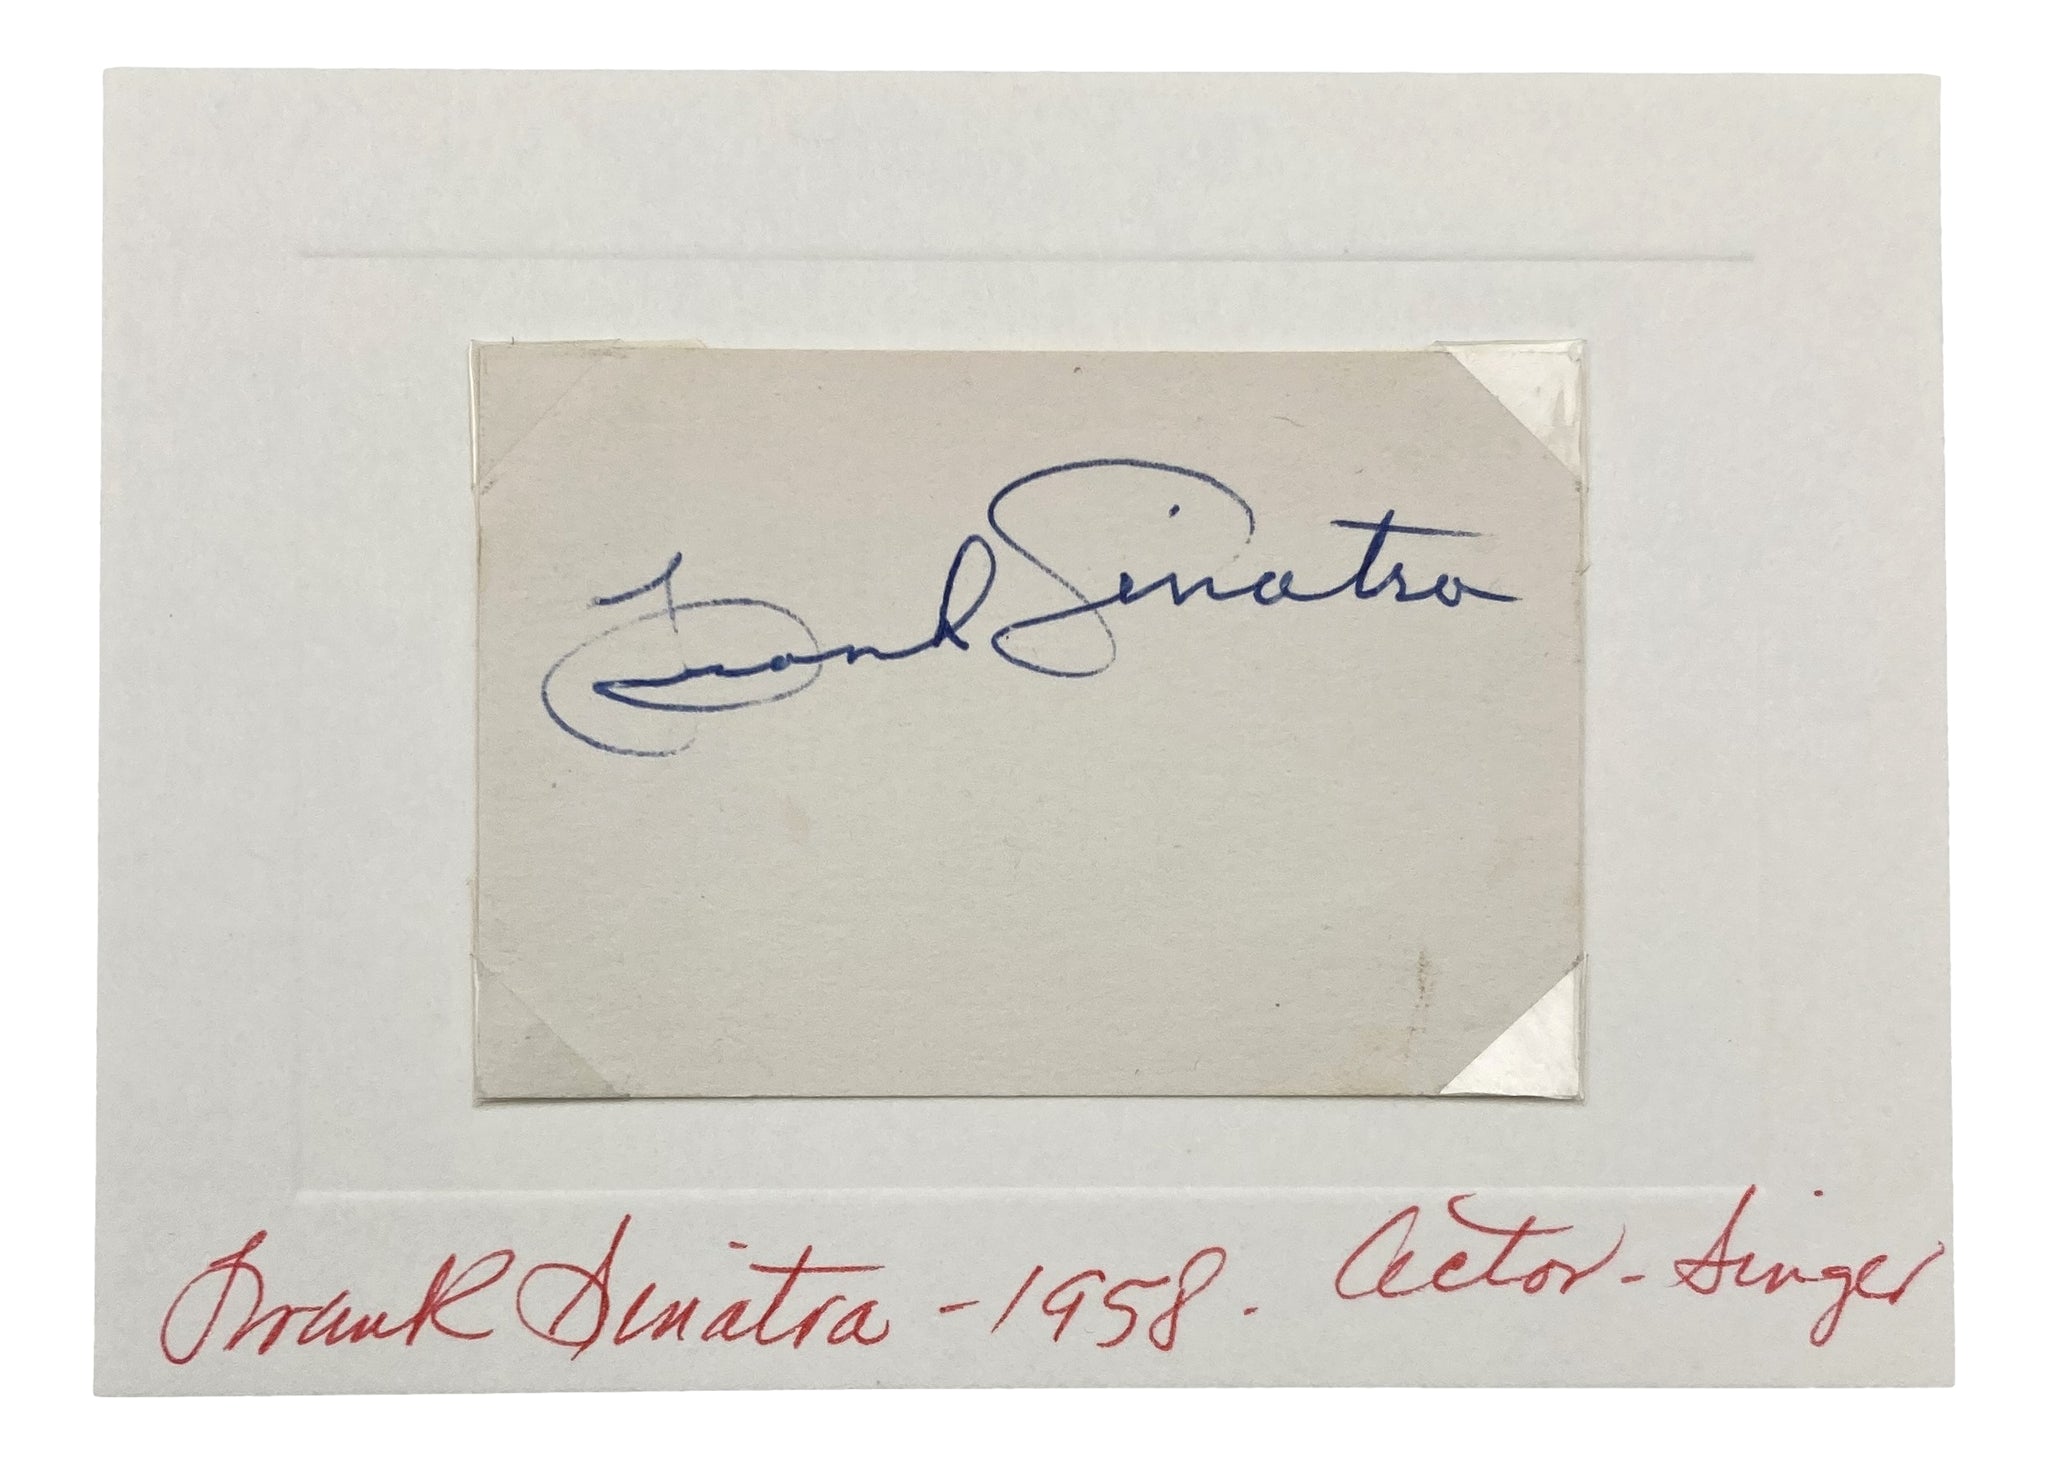 Frank Sinatra
Frank Sinatra - 1958. Actor - Singer